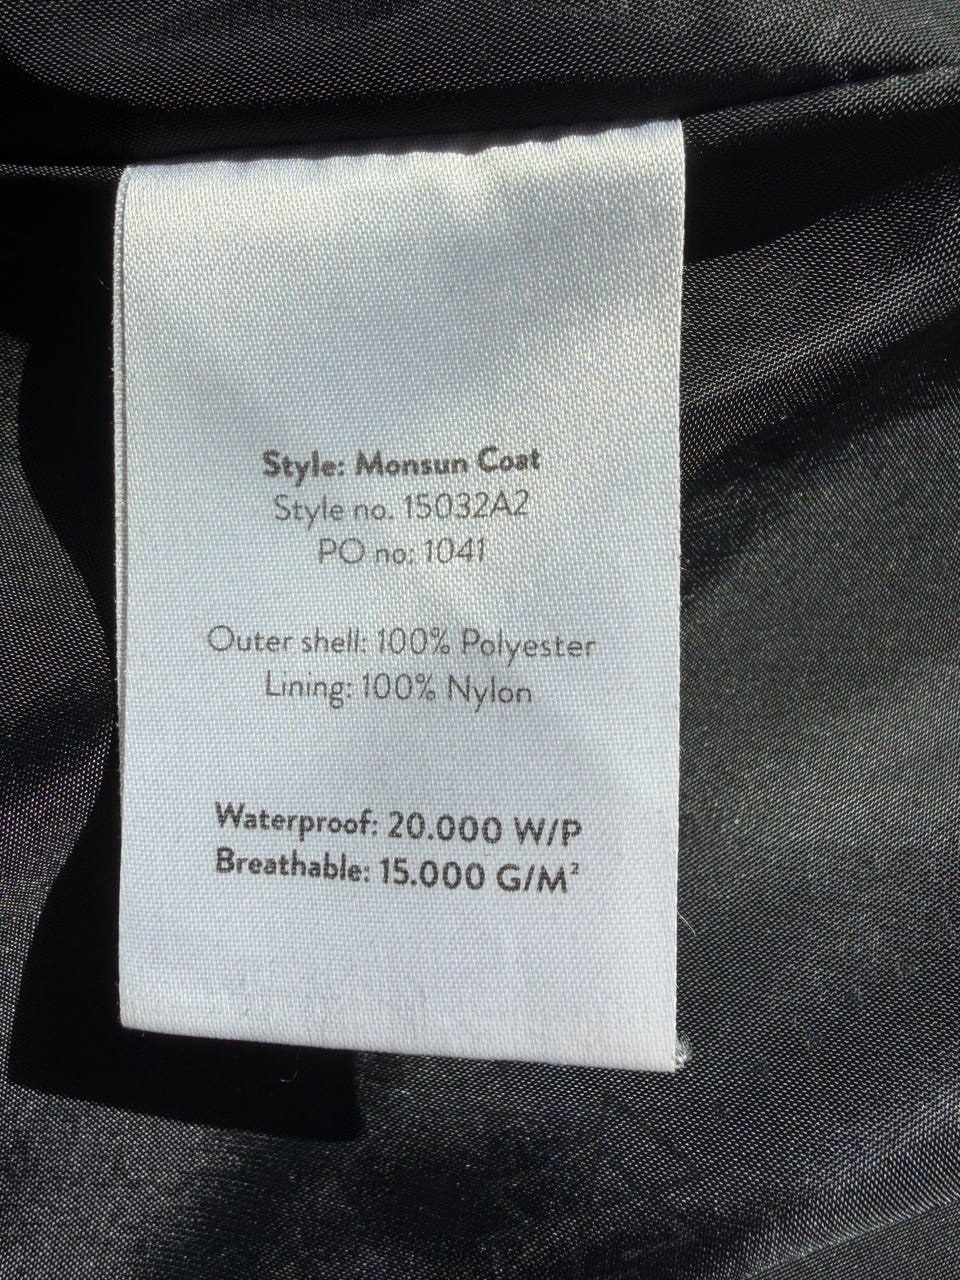 Style: Monsun Coat
Style no. 15032A2
PO no: 1041
Outer shell: 100% Polyester
Lining: 100% Nylon
Waterproof: 20.000 W/P
Breathable: 15.000 G/M²